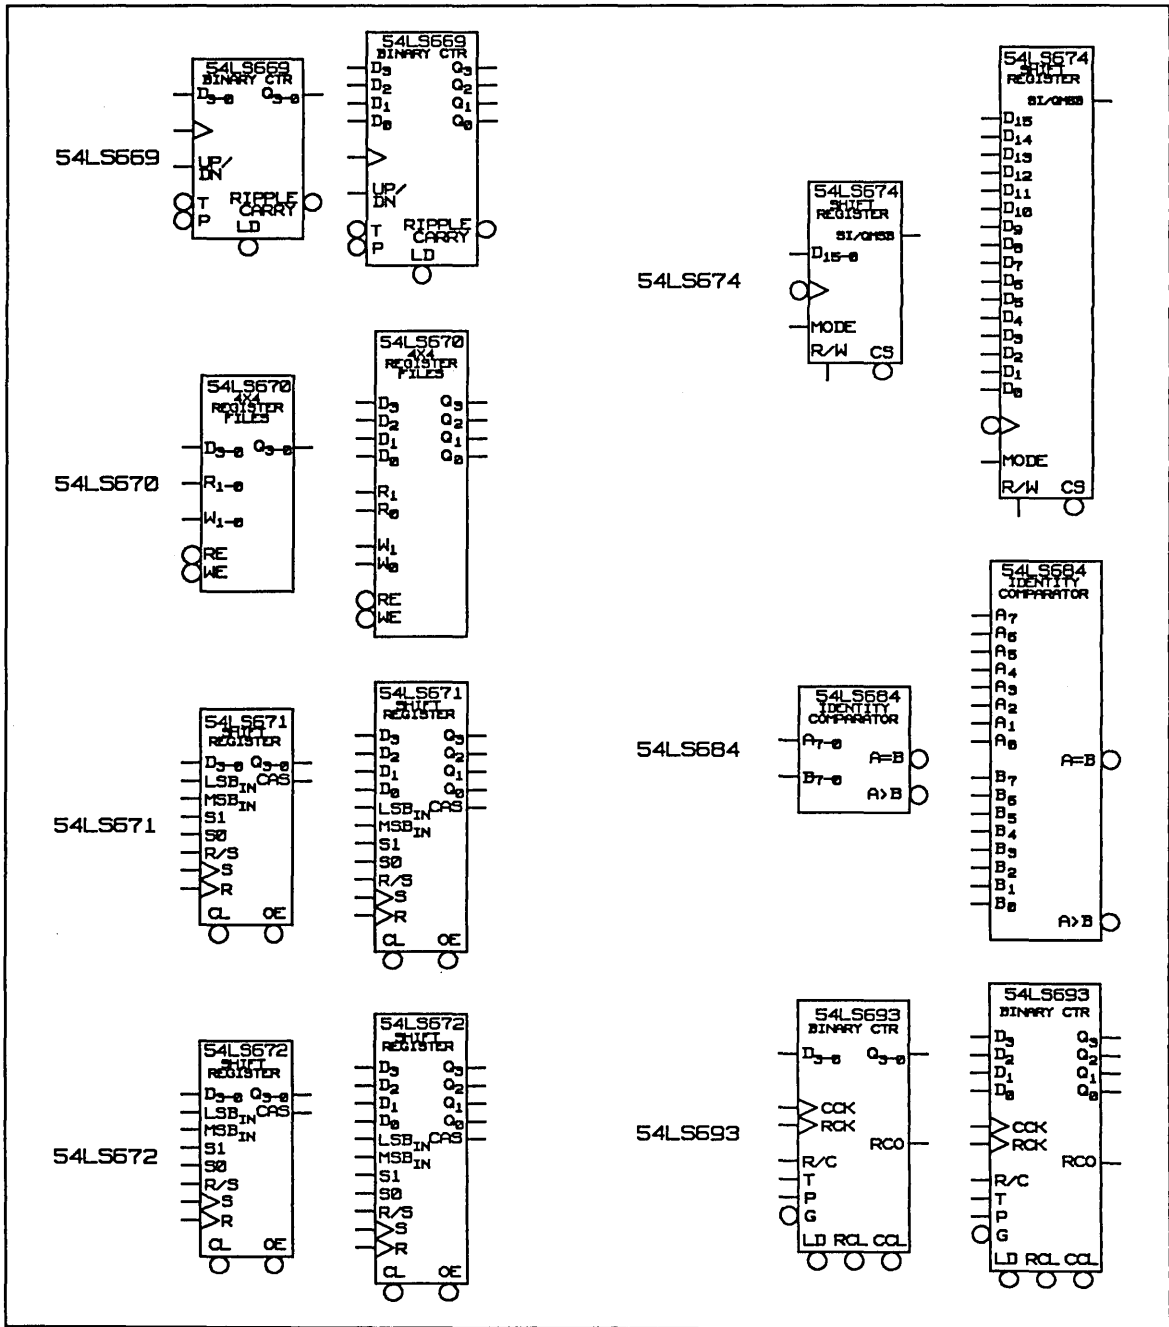 54LS669
54LS669
BINARY CTR
D3-0 Q3-0
UP/
DN
T RIPPLE
P CARRY
LD
54LS669
BINARY CTR
D3 Q3
D2 Q2
D1 Q1
D0 Q0
UP/
DN
T RIPPLE
P CARRY
LD
54LS670
54LS670
4X4
REGISTER
FILES
D3-0 Q3-0
R1-0
W1-0
RE
WE
54LS670
4X4
REGISTER
FILES
D3 Q3
D2 Q2
D1 Q1
D0 Q0
R1
R0
W1
W0
RE
WE
54LS671
54LS671
SHIFT
REGISTER
D3-0 Q3-0
LSBIN CAS
MSBIN
S1
S0
R/S
S
R
CL OE
54LS671
SHIFT
REGISTER
D3 Q3
D2 Q2
D1 Q1
D0 Q0
LSBIN CAS
MSBIN
S1
S0
R/S
S
R
CL OE
54LS672
54LS672
SHIFT
REGISTER
D3-0 Q3-0
LSBIN CAS
MSBIN
S1
S0
R/S
S
R
CL OE
54LS672
SHIFT
REGISTER
D3 Q3
D2 Q2
D1 Q1
D0 Q0
LSBIN CAS
MSBIN
S1
S0
R/S
S
R
CL OE
54LS674
54LS674
SHIFT
REGISTER
SI/QMSB
D15-0
MODE
R/W CS
54LS674
SHIFT
REGISTER
SI/QMSB
D15
D14
D13
D12
D11
D10
D9
D8
D7
D6
D5
D4
D3
D2
D1
D0
MODE
R/W CS
54LS684
54LS684
IDENTITY
COMPARATOR
A7-0
A=B
B7-0
A>B
54LS684
IDENTITY
COMPARATOR
A7
A6
A5
A4
A3
A2
A1
A0
A=B
B7
B6
B5
B4
B3
B2
B1
B0
A>B
54LS693
54LS693
BINARY CTR
D3-0 Q3-0
CCK
RCK
RCO
R/C
T
P
G
LD RCL CCL
54LS693
BINARY CTR
D3 Q3
D2 Q2
D1 Q1
D0 Q0
CCK
RCK
RCO
R/C
T
P
G
LD RCL CCL